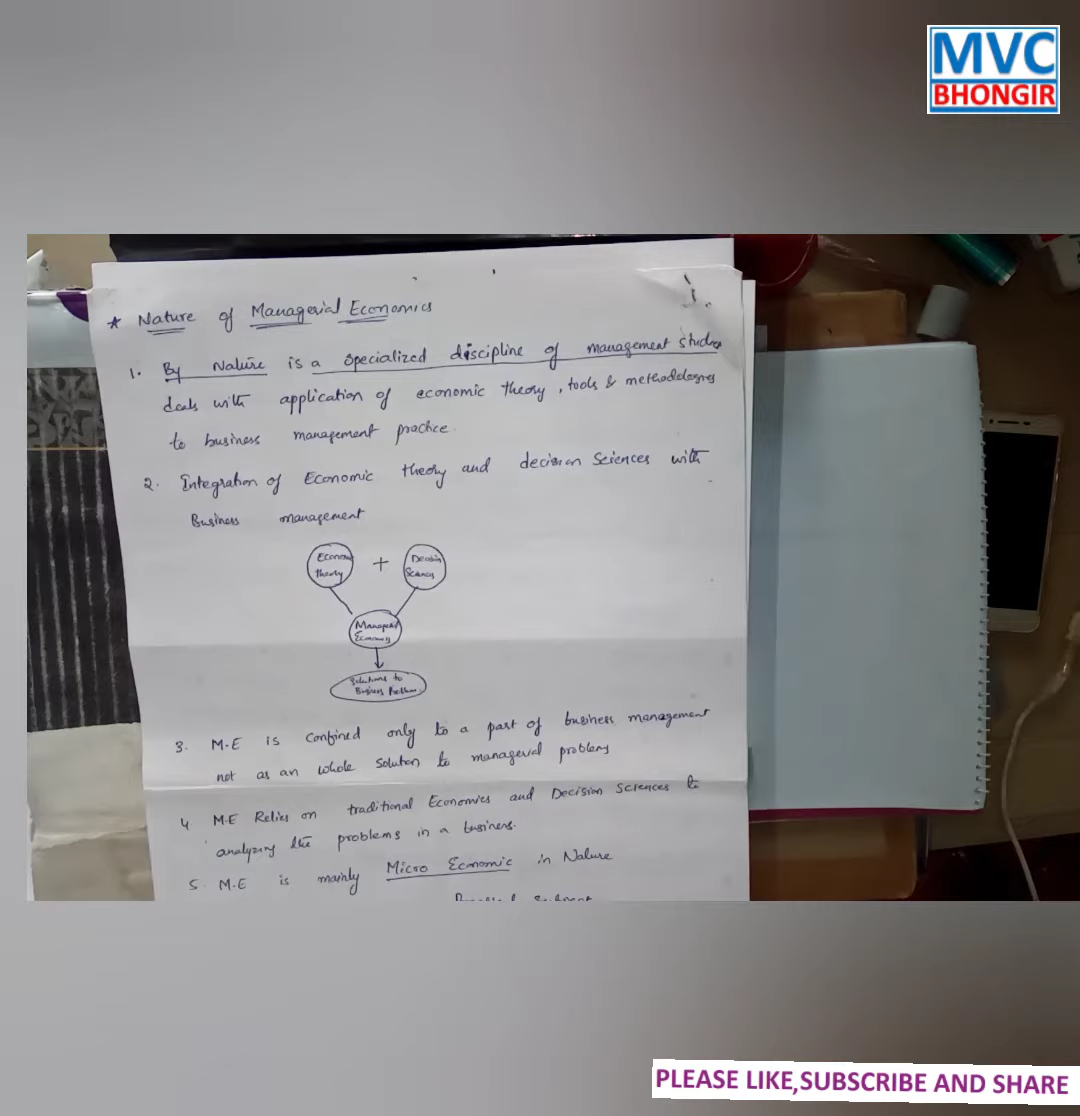 MVC
BHONGIR
* Nature of Managerial Economics
1. By Nature is a specialized discipline of management studies
deals with application of economic theory, tools & methodologies
to business management practice.
2. Integration of Economic theory and decision Sciences with
Business management
Economic + Decision
theory Sciences
Managerial
Economics
Solutions to
Business Problems
3. M.E is confined only to a part of business management
not as an whole solution to managerial problems
4 M.E Relies on traditional Economics and Decision Sciences to
analyzing the problems in a business.
5. M.E is mainly Micro Economic in Nature
PLEASE LIKE,SUBSCRIBE AND SHARE